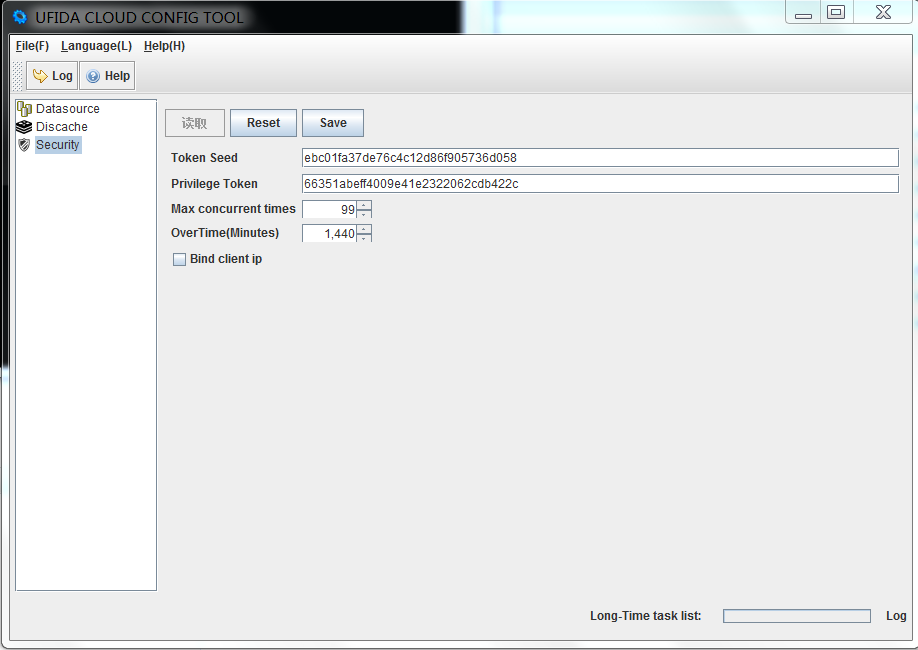 UFIDA CLOUD CONFIG TOOL
File(F) Language(L) Help(H)
Log Help
Datasource
Discache
Security
读取 Reset Save
Token Seed ebc01fa37de76c4c12d86f905736d058
Privilege Token 66351abeff4009e41e2322062cdb422c
Max concurrent times 99
OverTime(Minutes) 1,440
Bind client ip
Long-Time task list: Log